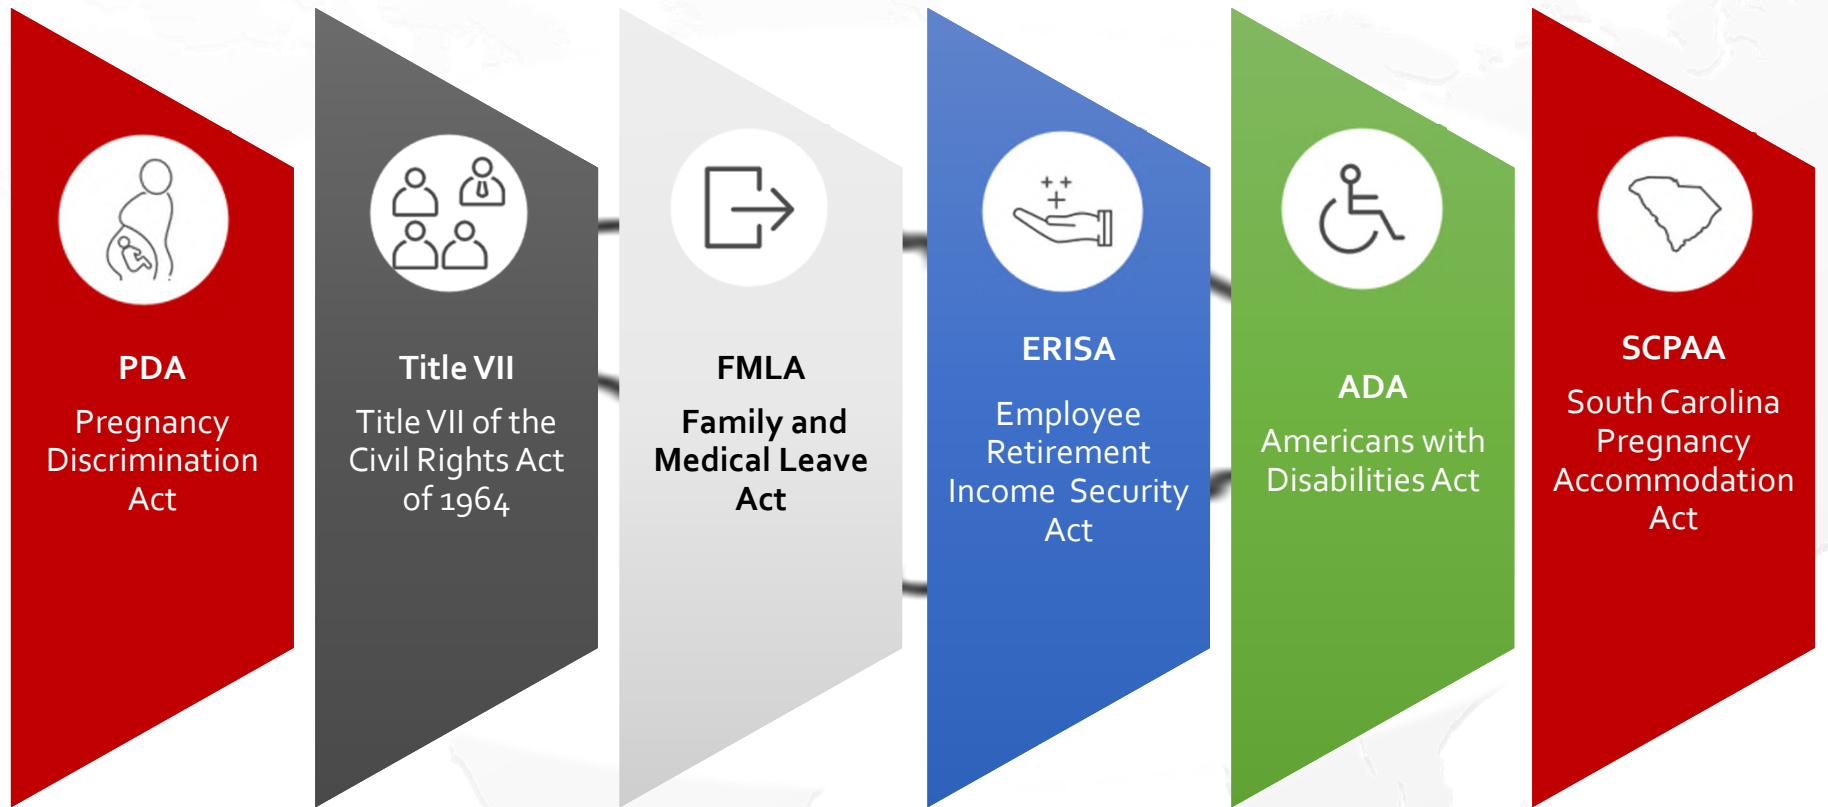 PDA
Pregnancy
Discrimination
Act
Title VII
Title VII of the
Civil Rights Act
of 1964
FMLA
Family and
Medical Leave
Act
ERISA
Employee
Retirement
Income Security
Act
ADA
Americans with
Disabilities Act
SCPAA
South Carolina
Pregnancy
Accommodation
Act